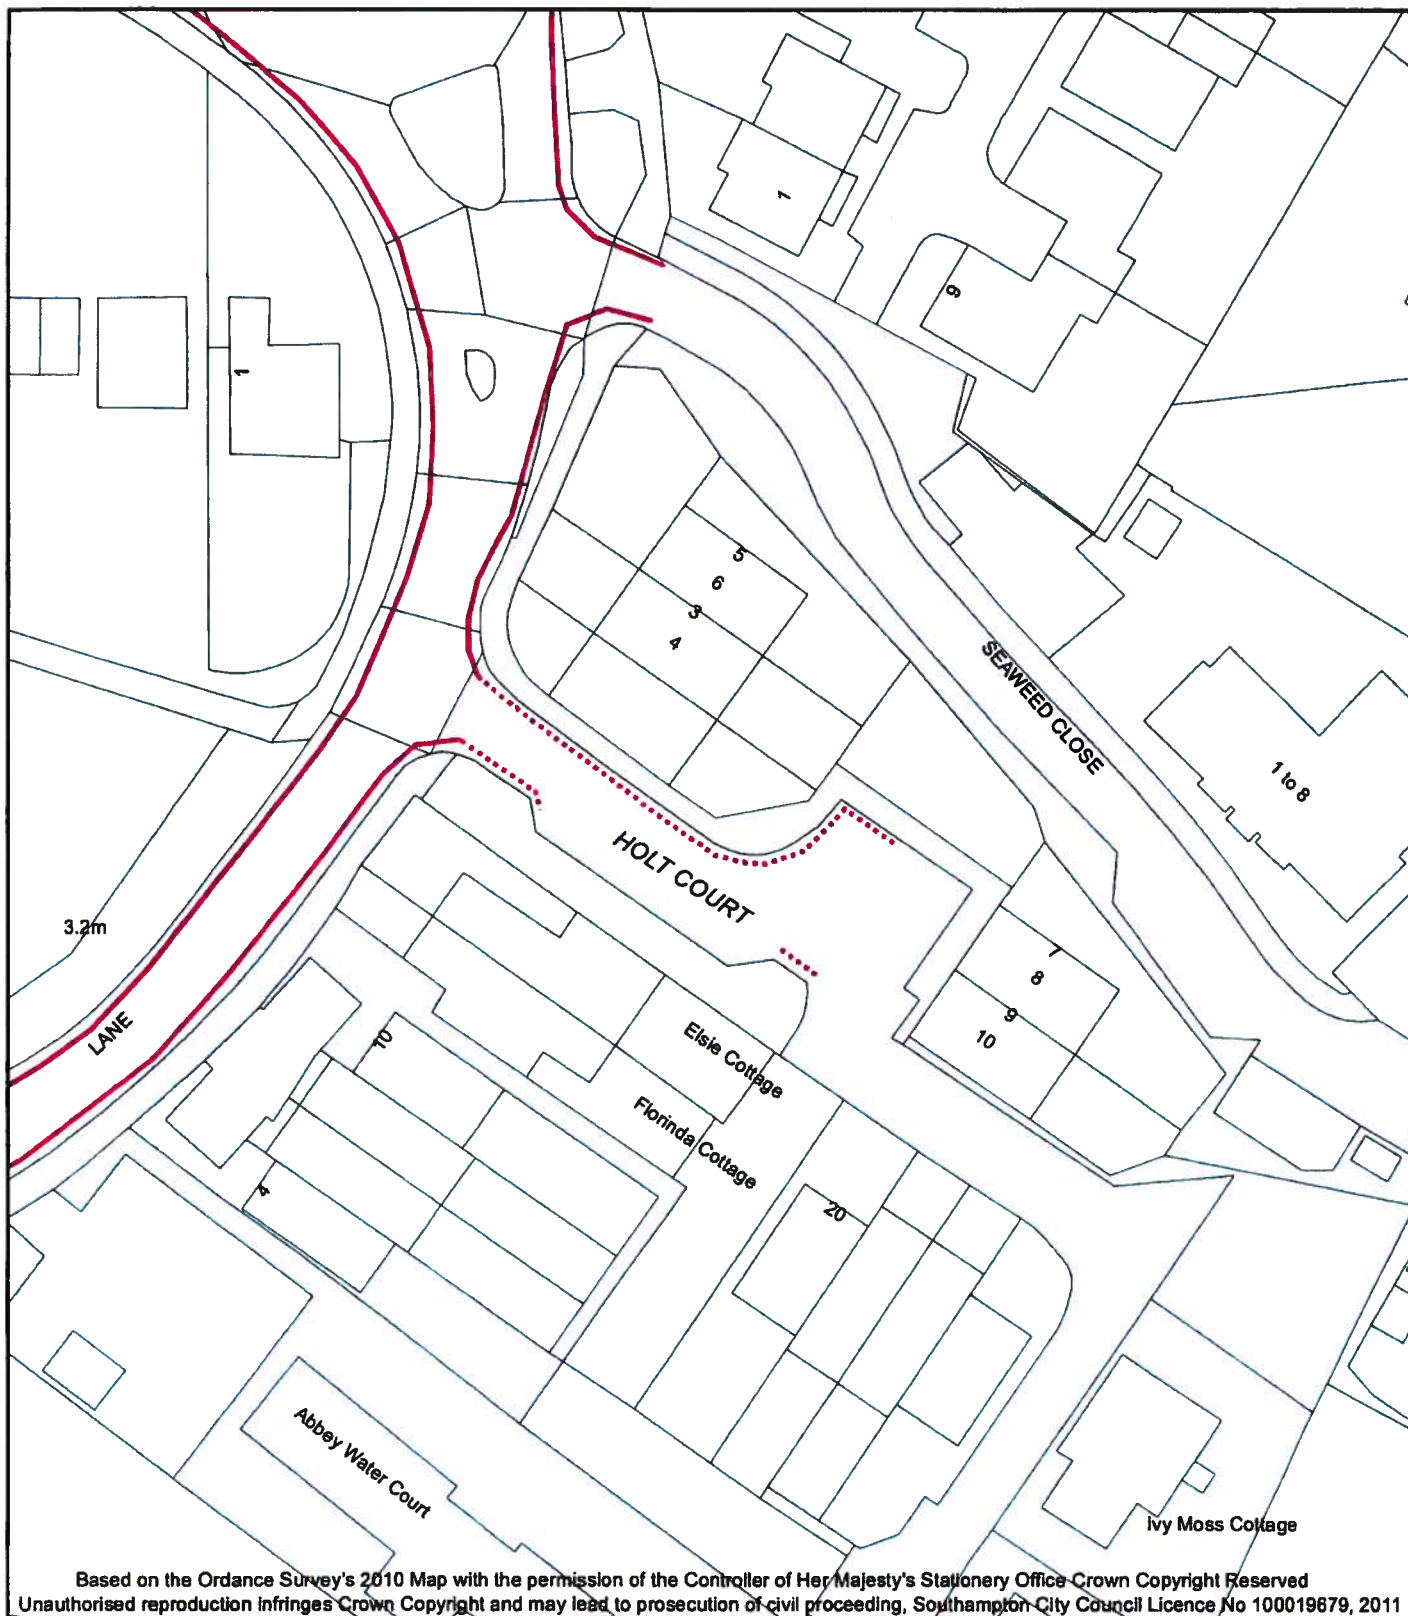 1
9
1
5
6
3
4
SEAWEED CLOSE
1 to 8
HOLT COURT
3.2m
LANE
7
8
9
10
10
Elsie Cottage
Florinda Cottage
4
20
Abbey Water Court
Ivy Moss Cottage
Based on the Ordance Survey's 2010 Map with the permission of the Controller of Her Majesty's Stationery Office Crown Copyright Reserved
Unauthorised reproduction infringes Crown Copyright and may lead to prosecution of civil proceeding, Southampton City Council Licence No 100019679, 2011